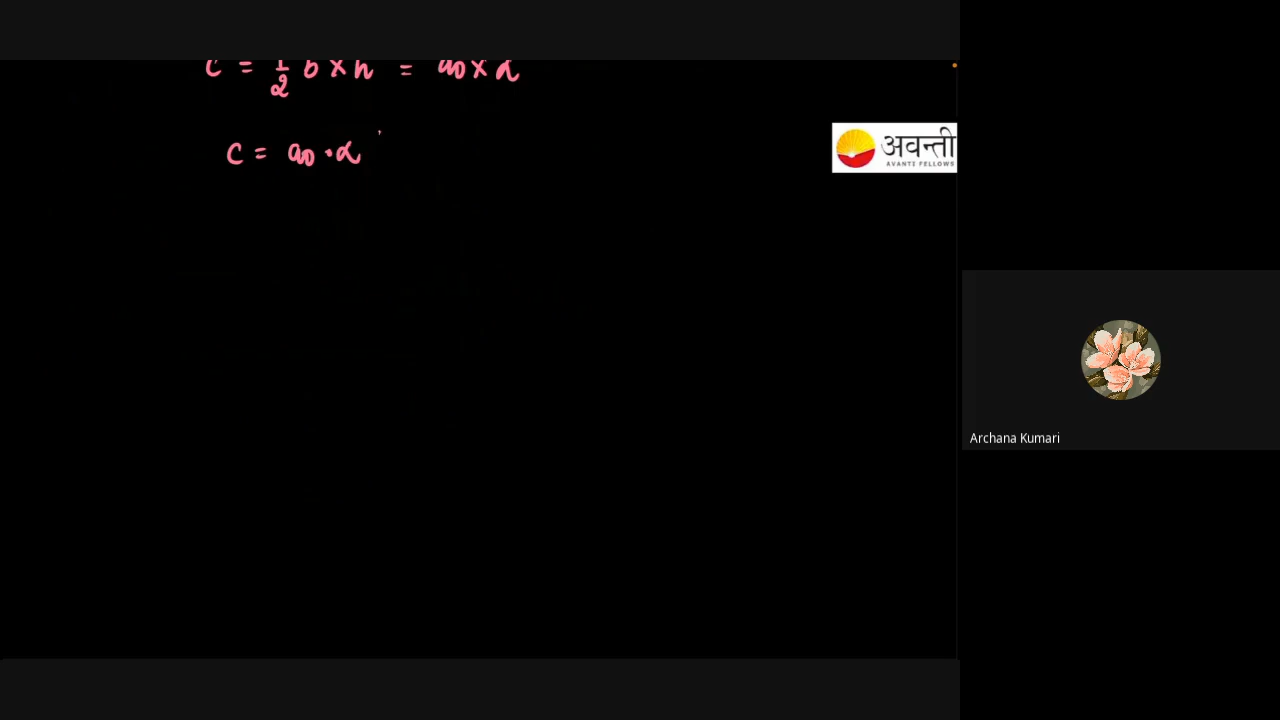 C = 1/2 b × h = a₀ × α
C = a₀ · α
अवन्ती
AVANTI FELLOWS
Archana Kumari